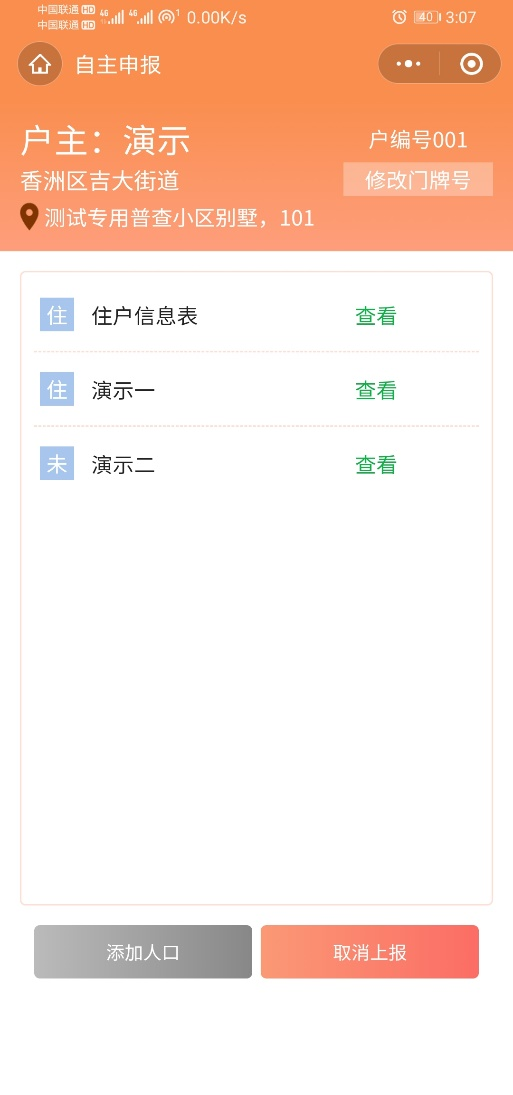 中国联通 HD 4G 4G 1 0.00K/s 40 3:07
中国联通 HD
自主申报
户主：演示
户编号001
香洲区吉大街道
修改门牌号
测试专用普查小区别墅，101
住 住户信息表 查看
住 演示一 查看
未 演示二 查看
添加人口 取消上报